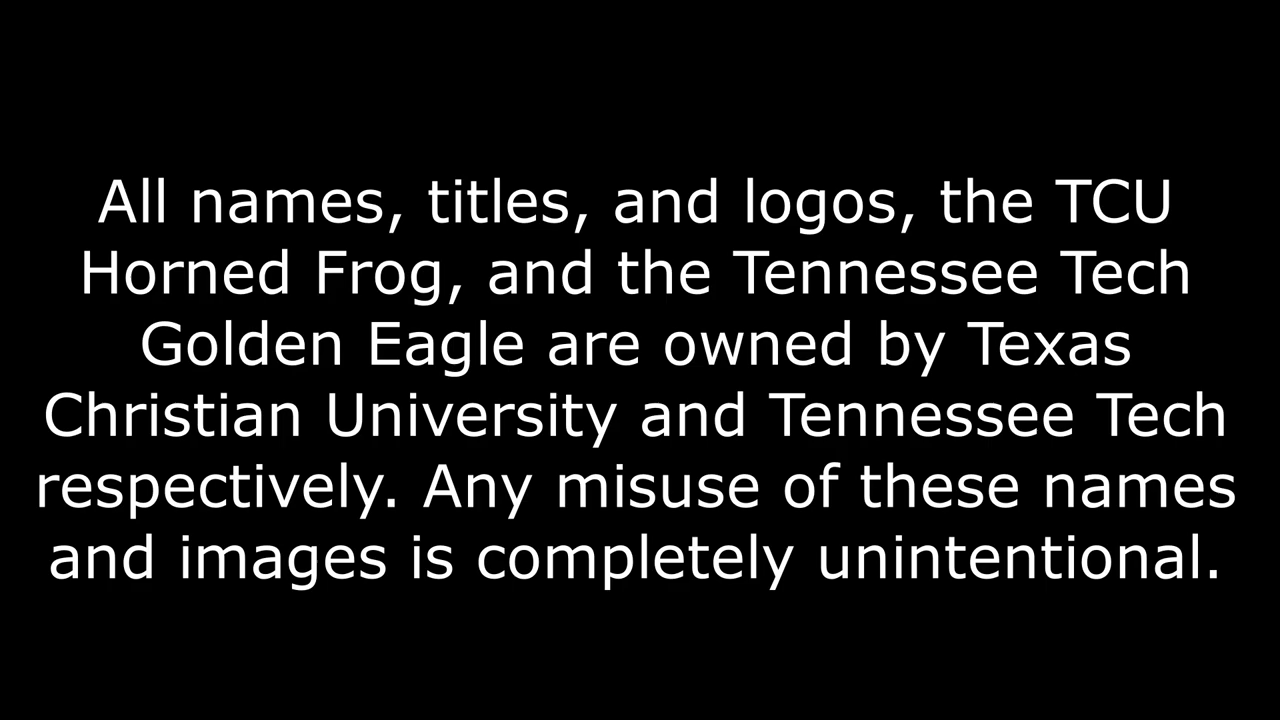 All names, titles, and logos, the TCU
Horned Frog, and the Tennessee Tech
Golden Eagle are owned by Texas
Christian University and Tennessee Tech
respectively. Any misuse of these names
and images is completely unintentional.